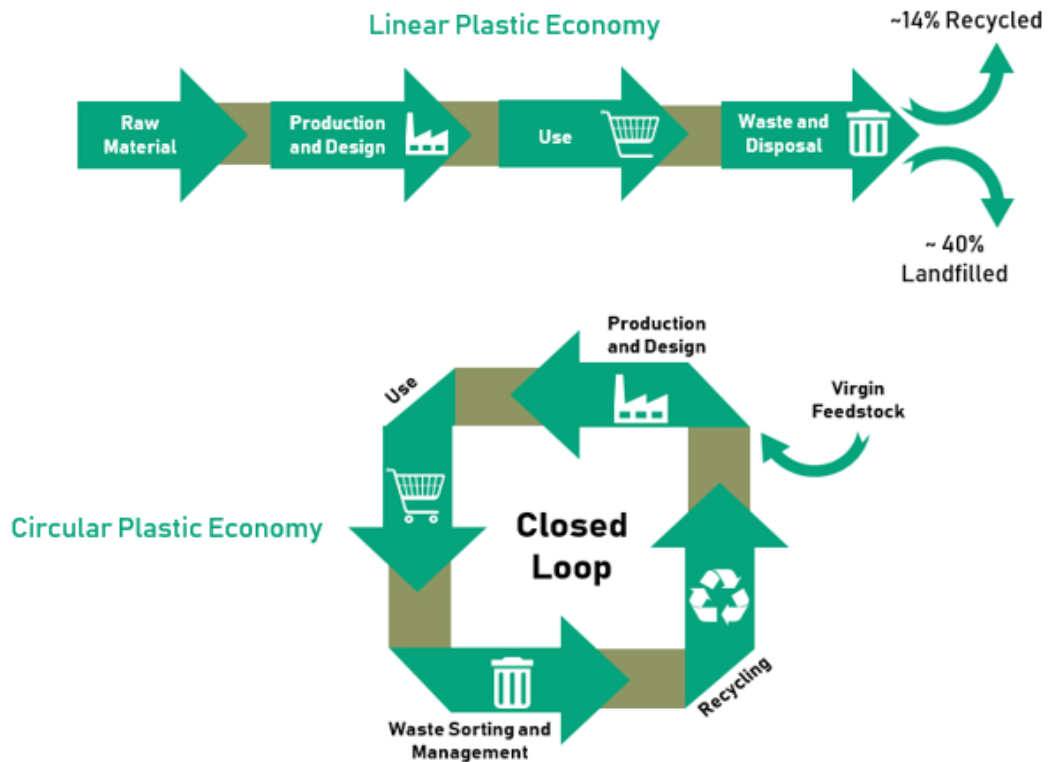 Linear Plastic Economy
~14% Recycled
Raw
Material
Production
and Design
Use
Waste and
Disposal
~ 40%
Landfilled
Production
and Design
Use
Virgin
Feedstock
Circular Plastic Economy
Closed
Loop
Recycling
Waste Sorting and
Management